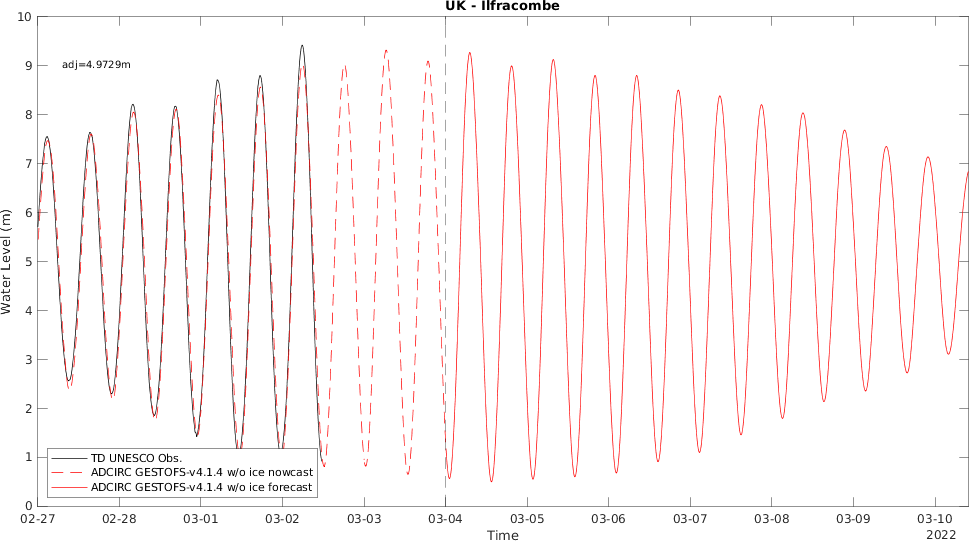 UK - Ilfracombe
10
9
8
7
6
5
4
3
2
1
0
Water Level (m)
adj=4.9729m
TD UNESCO Obs.
ADCIRC GESTOFS-v4.1.4 w/o ice nowcast
ADCIRC GESTOFS-v4.1.4 w/o ice forecast
02-27 02-28 03-01 03-02 03-03 03-04 03-05 03-06 03-07 03-08 03-09 03-10
2022
Time